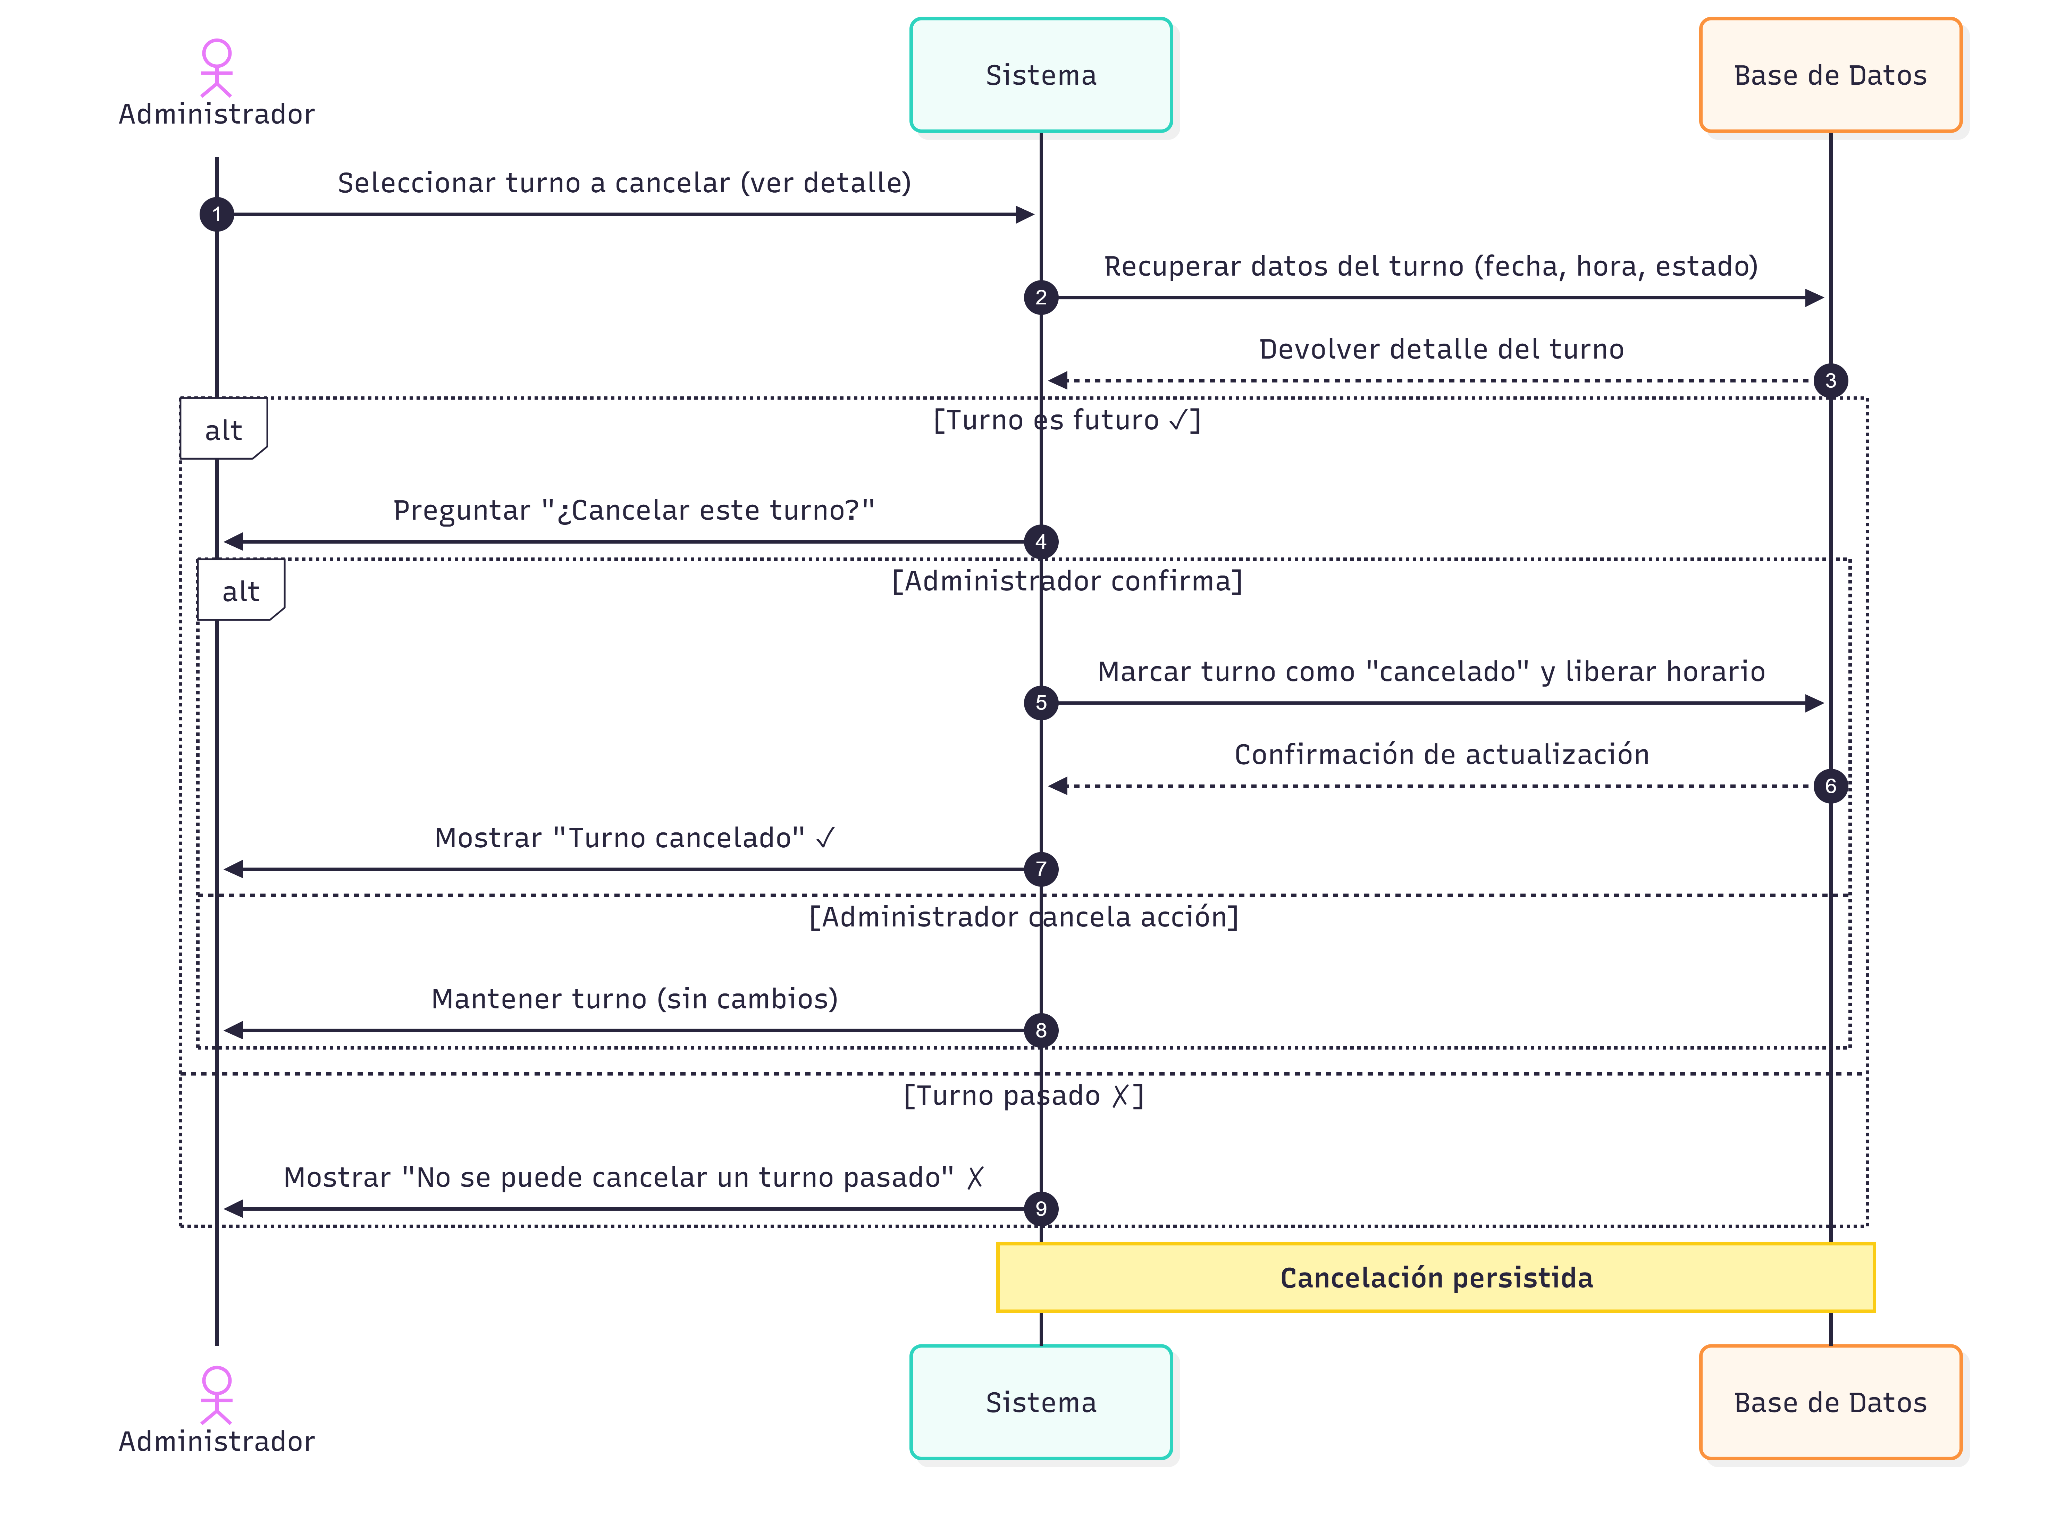 Administrador
Sistema
Base de Datos
Seleccionar turno a cancelar (ver detalle)
1
Recuperar datos del turno (fecha, hora, estado)
2
Devolver detalle del turno
3
alt
[Turno es futuro ✓]
Preguntar "¿Cancelar este turno?"
4
alt
[Administrador confirma]
Marcar turno como "cancelado" y liberar horario
5
Confirmación de actualización
6
Mostrar "Turno cancelado" ✓
7
[Administrador cancela acción]
Mantener turno (sin cambios)
8
[Turno pasado ✗]
Mostrar "No se puede cancelar un turno pasado" ✗
9
Cancelación persistida
Administrador
Sistema
Base de Datos